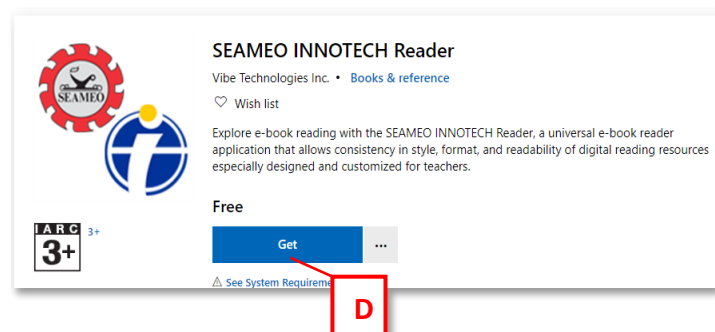 SEAMEO INNOTECH Reader
Vibe Technologies Inc. • Books & reference
Wish list
SEAMEO
Explore e-book reading with the SEAMEO INNOTECH Reader, a universal e-book reader
application that allows consistency in style, format, and readability of digital reading resources
especially designed and customized for teachers.
Free
IARC
3+
3+
Get
...
See System Requireme
D